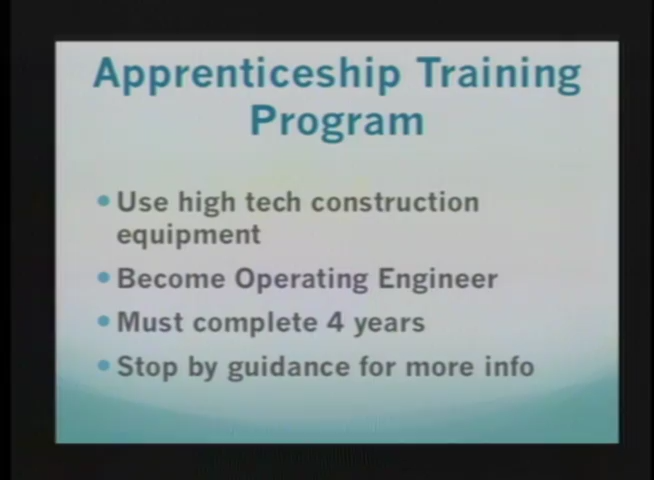 Apprenticeship Training
Program
• Use high tech construction
equipment
• Become Operating Engineer
• Must complete 4 years
• Stop by guidance for more info